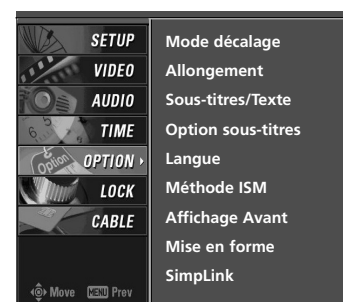 SETUP
VIDEO
AUDIO
TIME
OPTION
LOCK
CABLE
Move MENU Prev
Mode décalage
Allongement
Sous-titres/Texte
Option sous-titres
Langue
Méthode ISM
Affichage Avant
Mise en forme
SimpLink